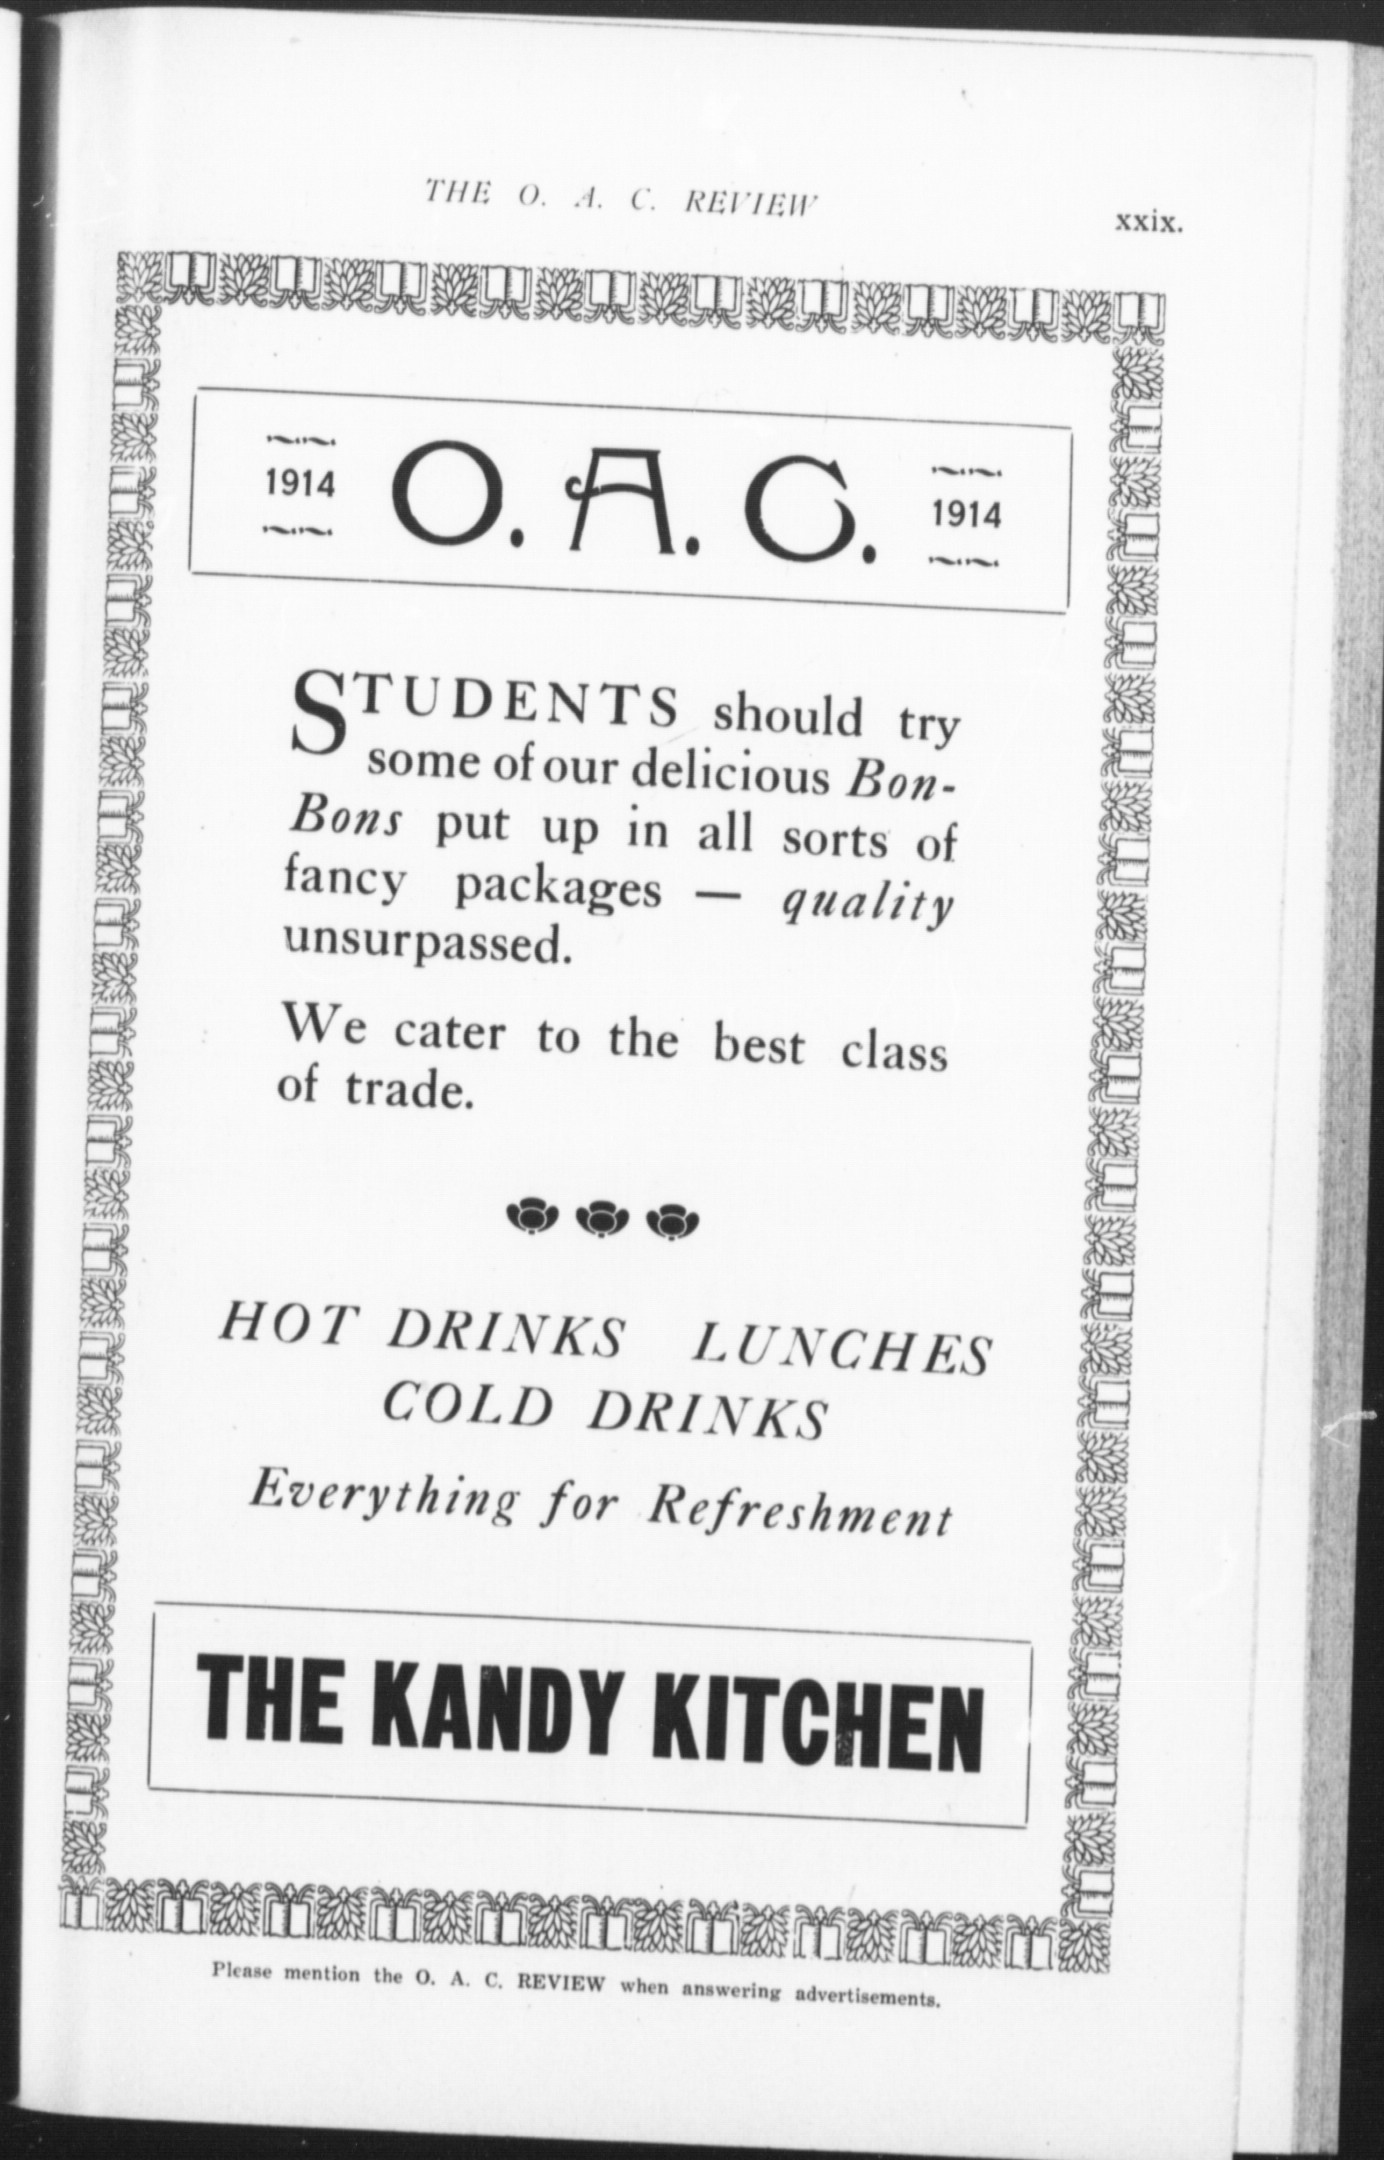 THE O. A. C. REVIEW
xxix.
1914 O. A. C. 1914
STUDENTS should try
some of our delicious Bon-
Bons put up in all sorts of
fancy packages — quality
unsurpassed.
We cater to the best class
of trade.
HOT DRINKS LUNCHES
COLD DRINKS
Everything for Refreshment
THE KANDY KITCHEN
Please mention the O. A. C. REVIEW when answering advertisements.